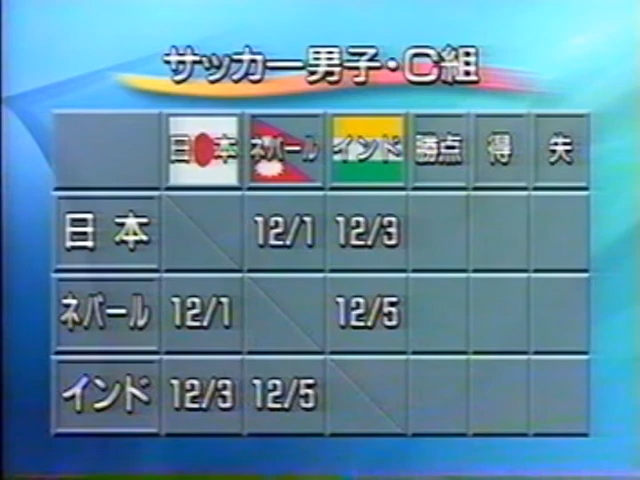 サッカー男子・C組
日本 ネパール インド 勝点 得 失
日本 12/1 12/3
ネパール 12/1 12/5
インド 12/3 12/5